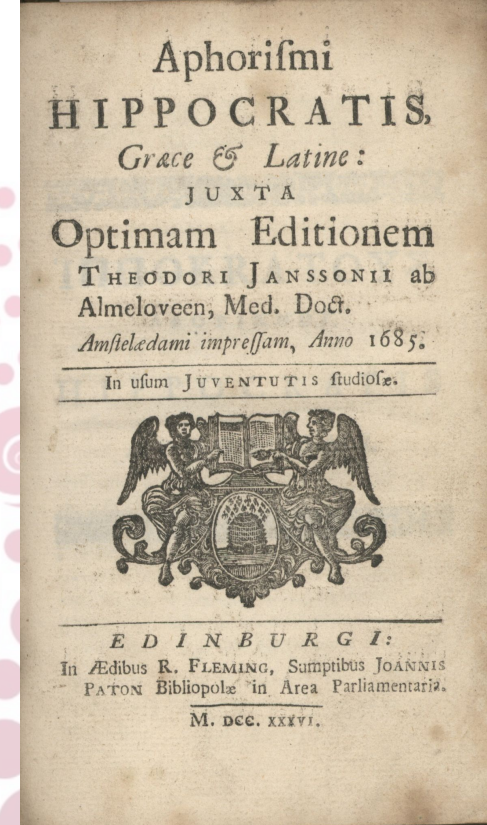 Aphoriſmi
HIPPOCRATIS,
Græce & Latine:
JUXTA
Optimam Editionem
THEODORI JANSSONII ab
Almeloveen, Med. Doct.
Amſtelædami impreſſam, Anno 1685.
In uſum JUVENTUTIS ſtudioſæ.
EDINBURGI:
In Ædibus R. FLEMING, Sumptibus JOANNIS
PATON Bibliopolæ in Area Parliamentaria.
M. DCC. XXXVI.